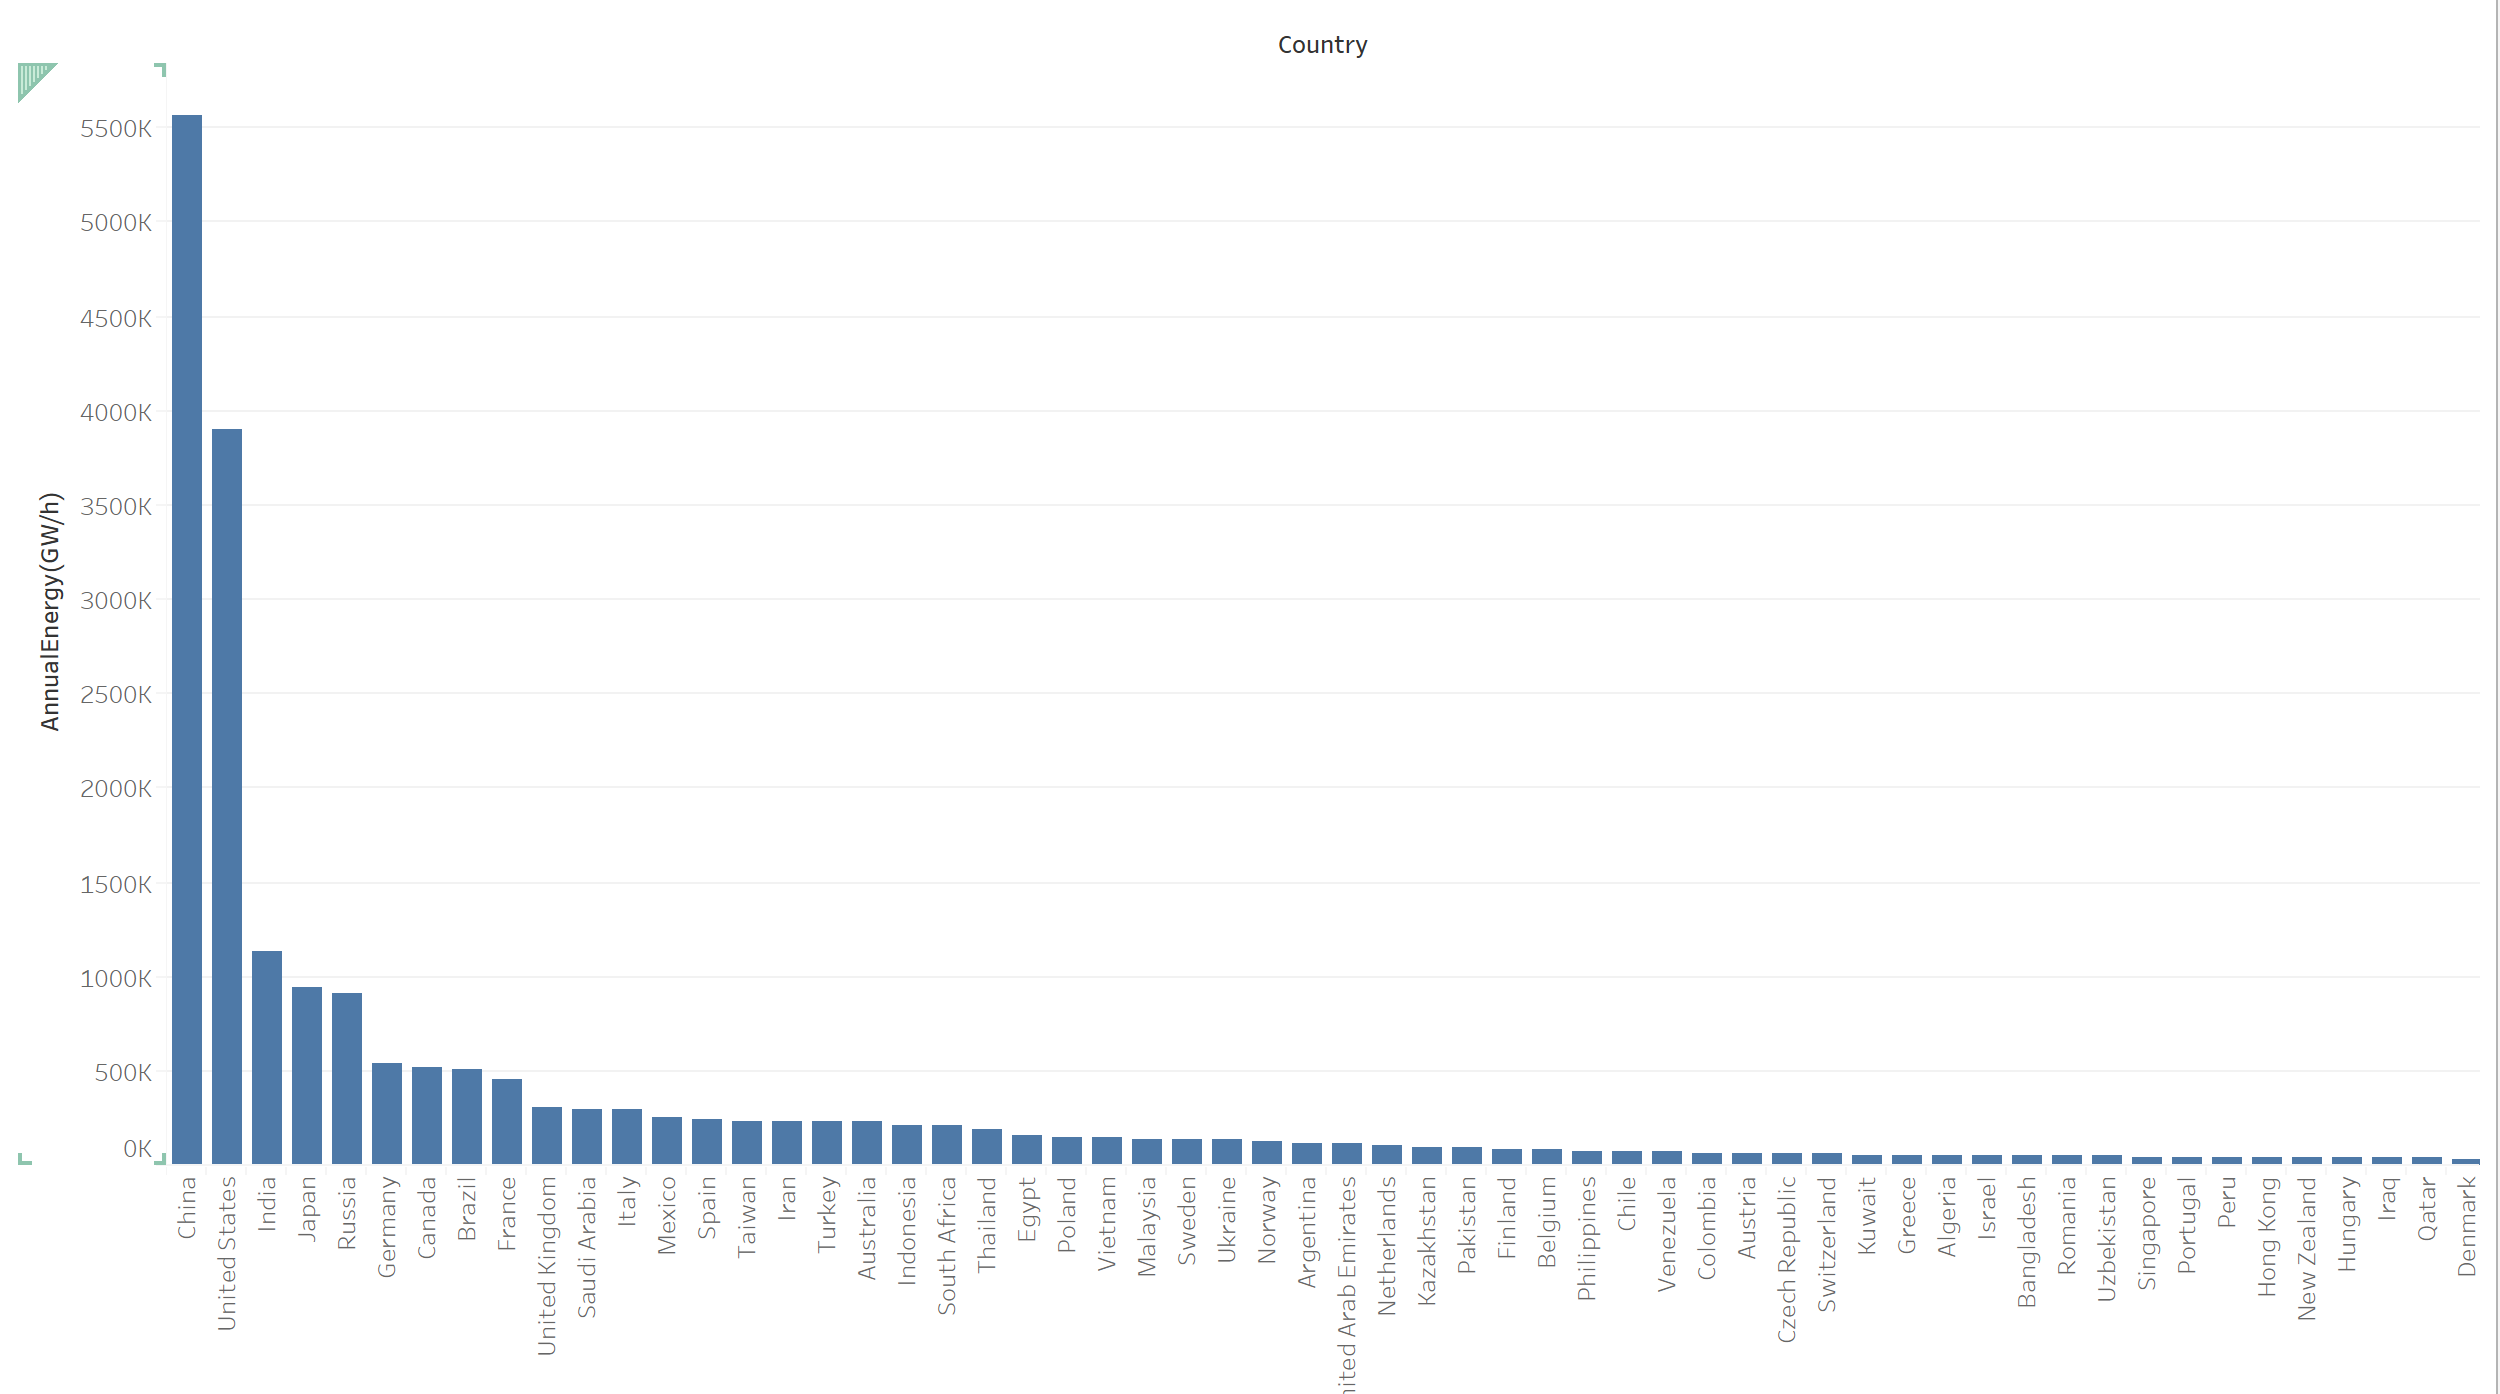 Country
AnnualEnergy(GW/h)
5500K
5000K
4500K
4000K
3500K
3000K
2500K
2000K
1500K
1000K
500K
0K
China
United States
India
Japan
Russia
Germany
Canada
Brazil
France
United Kingdom
Saudi Arabia
Italy
Mexico
Spain
Taiwan
Iran
Turkey
Australia
Indonesia
South Africa
Thailand
Egypt
Poland
Vietnam
Malaysia
Sweden
Ukraine
Norway
Argentina
nited Arab Emirates
Netherlands
Kazakhstan
Pakistan
Finland
Belgium
Philippines
Chile
Venezuela
Colombia
Austria
Czech Republic
Switzerland
Kuwait
Greece
Algeria
Israel
Bangladesh
Romania
Uzbekistan
Singapore
Portugal
Peru
Hong Kong
New Zealand
Hungary
Iraq
Qatar
Denmark